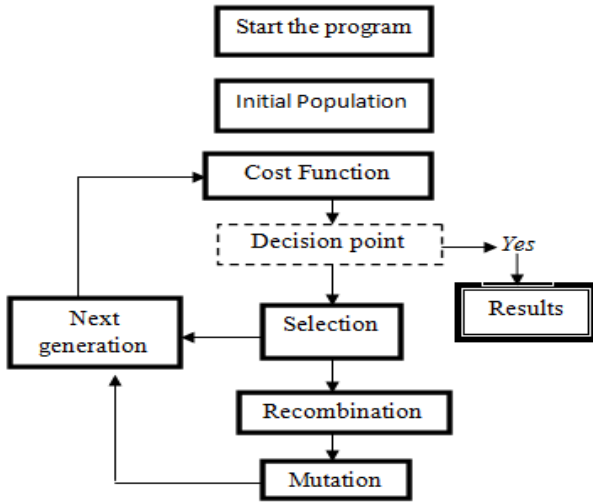 Start the program
Initial Population
Cost Function
Decision point
Yes
Results
Selection
Next
generation
Recombination
Mutation